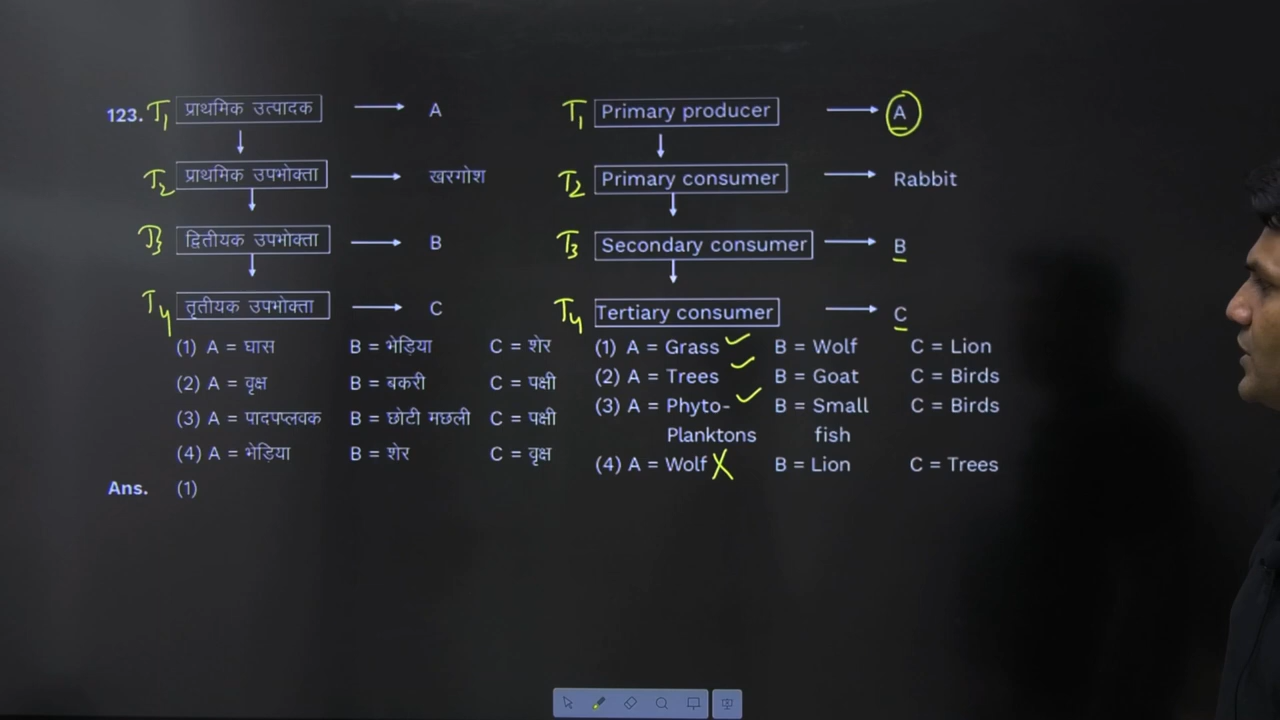 123. T1 प्राथमिक उत्पादक A
T2 प्राथमिक उपभोक्ता खरगोश
T3 द्वितीयक उपभोक्ता B
T4 तृतीयक उपभोक्ता C
(1) A = घास B = भेड़िया C = शेर
(2) A = वृक्ष B = बकरी C = पक्षी
(3) A = पादपप्लवक B = छोटी मछली C = पक्षी
(4) A = भेड़िया B = शेर C = वृक्ष
Ans. (1)
T1 Primary producer A
T2 Primary consumer Rabbit
T3 Secondary consumer B
T4 Tertiary consumer C
(1) A = Grass B = Wolf C = Lion
(2) A = Trees B = Goat C = Birds
(3) A = Phyto- B = Small C = Birds
Planktons fish
(4) A = Wolf B = Lion C = Trees